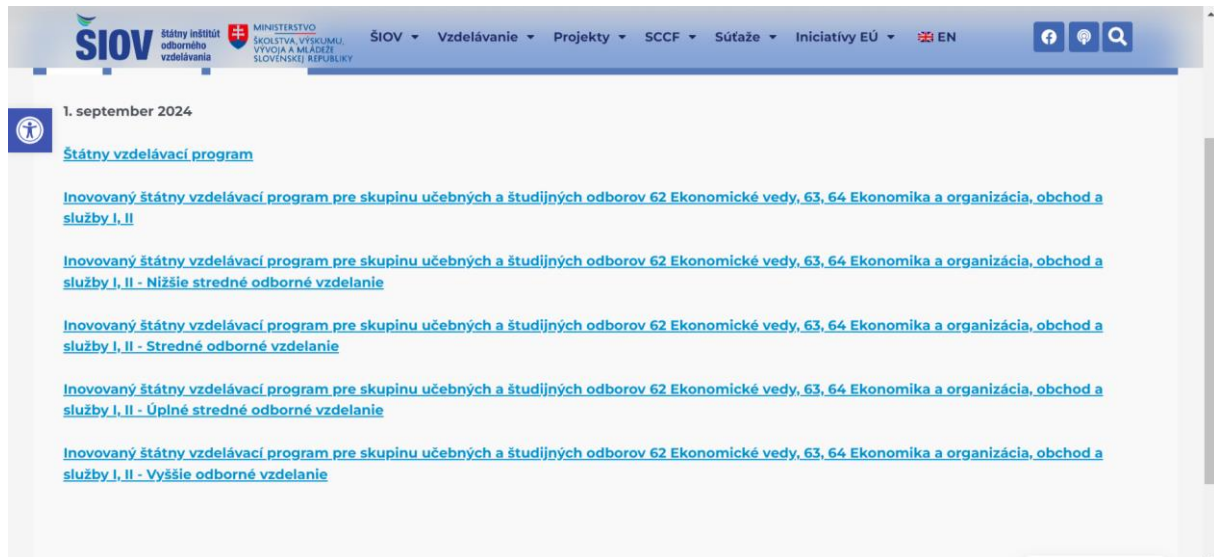 ŠIOV
štátny inštitút
odborného
vzdelávania
MINISTERSTVO
ŠKOLSTVA, VÝSKUMU,
VÝVOJA A MLÁDEŽE
SLOVENSKEJ REPUBLIKY
ŠIOV Vzdelávanie Projekty SCCF Súťaže Iniciatívy EÚ EN
1. september 2024
Štátny vzdelávací program
Inovovaný štátny vzdelávací program pre skupinu učebných a študijných odborov 62 Ekonomické vedy, 63, 64 Ekonomika a organizácia, obchod a
služby I, II
Inovovaný štátny vzdelávací program pre skupinu učebných a študijných odborov 62 Ekonomické vedy, 63, 64 Ekonomika a organizácia, obchod a
služby I, II - Nižšie stredné odborné vzdelanie
Inovovaný štátny vzdelávací program pre skupinu učebných a študijných odborov 62 Ekonomické vedy, 63, 64 Ekonomika a organizácia, obchod a
služby I, II - Stredné odborné vzdelanie
Inovovaný štátny vzdelávací program pre skupinu učebných a študijných odborov 62 Ekonomické vedy, 63, 64 Ekonomika a organizácia, obchod a
služby I, II - Úplné stredné odborné vzdelanie
Inovovaný štátny vzdelávací program pre skupinu učebných a študijných odborov 62 Ekonomické vedy, 63, 64 Ekonomika a organizácia, obchod a
služby I, II - Vyššie odborné vzdelanie